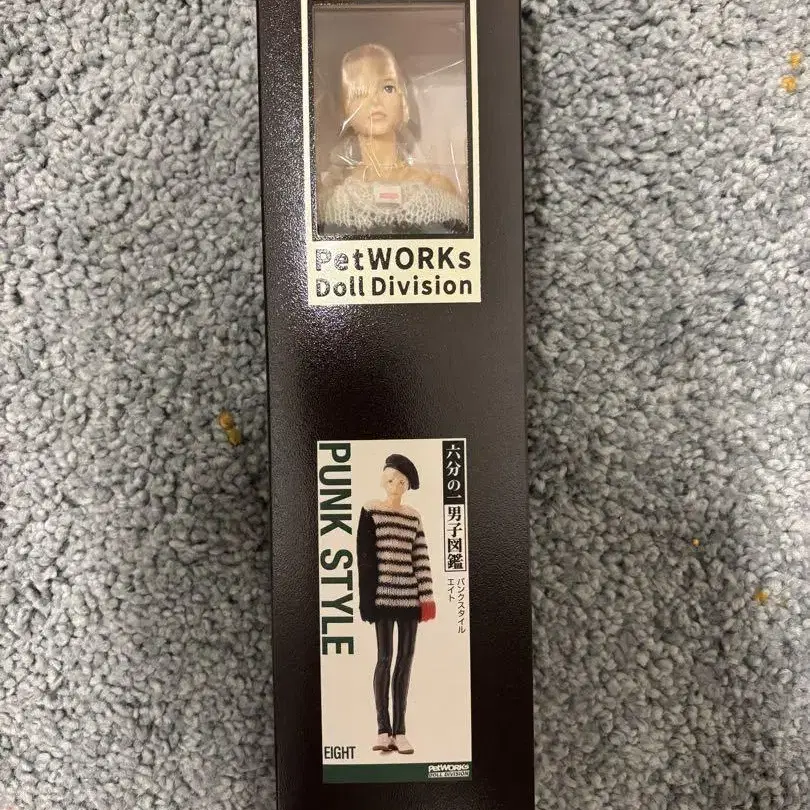 PetWORKs
Doll Division
PUNK STYLE
六分の一
男子図鑑
パンクスタイル
エイト
EIGHT
PetWORKs
DOLL DIVISION